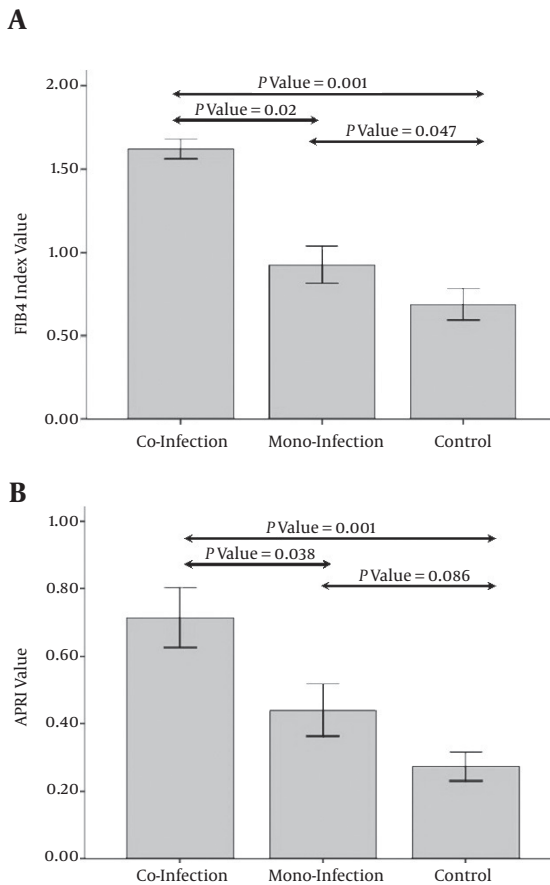 A
2.00
P Value = 0.001
P Value = 0.02
P Value = 0.047
1.50
FIB4 Index Value
1.00
0.50
0.00
Co-Infection Mono-Infection Control
B
1.00
P Value = 0.001
P Value = 0.038
P Value = 0.086
0.80
0.60
APRI Value
0.40
0.20
0.00
Co-Infection Mono-Infection Control